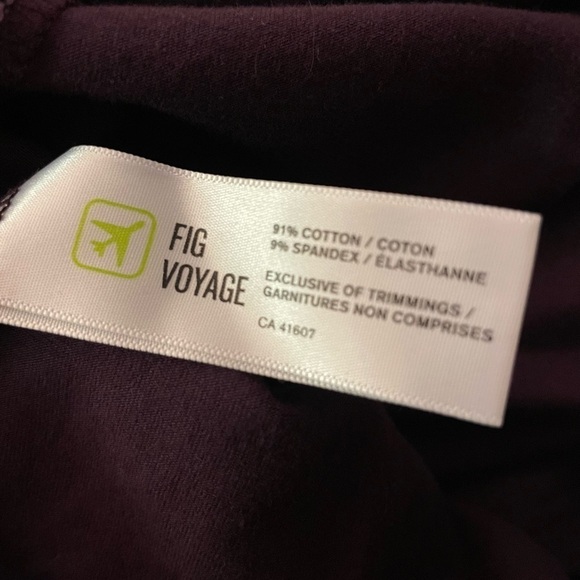 FIG
VOYAGE
91% COTTON / COTON
9% SPANDEX / ÉLASTHANNE
EXCLUSIVE OF TRIMMINGS /
GARNITURES NON COMPRISES
CA 41607